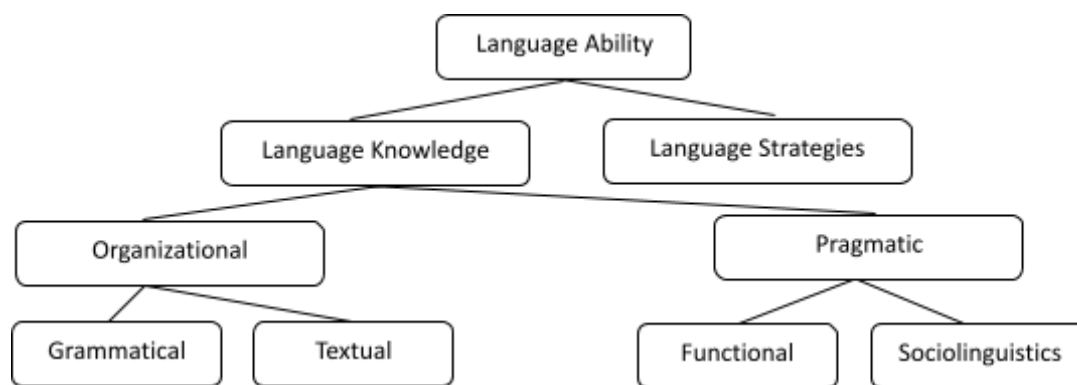 Language Ability
Language Knowledge
Language Strategies
Organizational
Pragmatic
Grammatical
Textual
Functional
Sociolinguistics